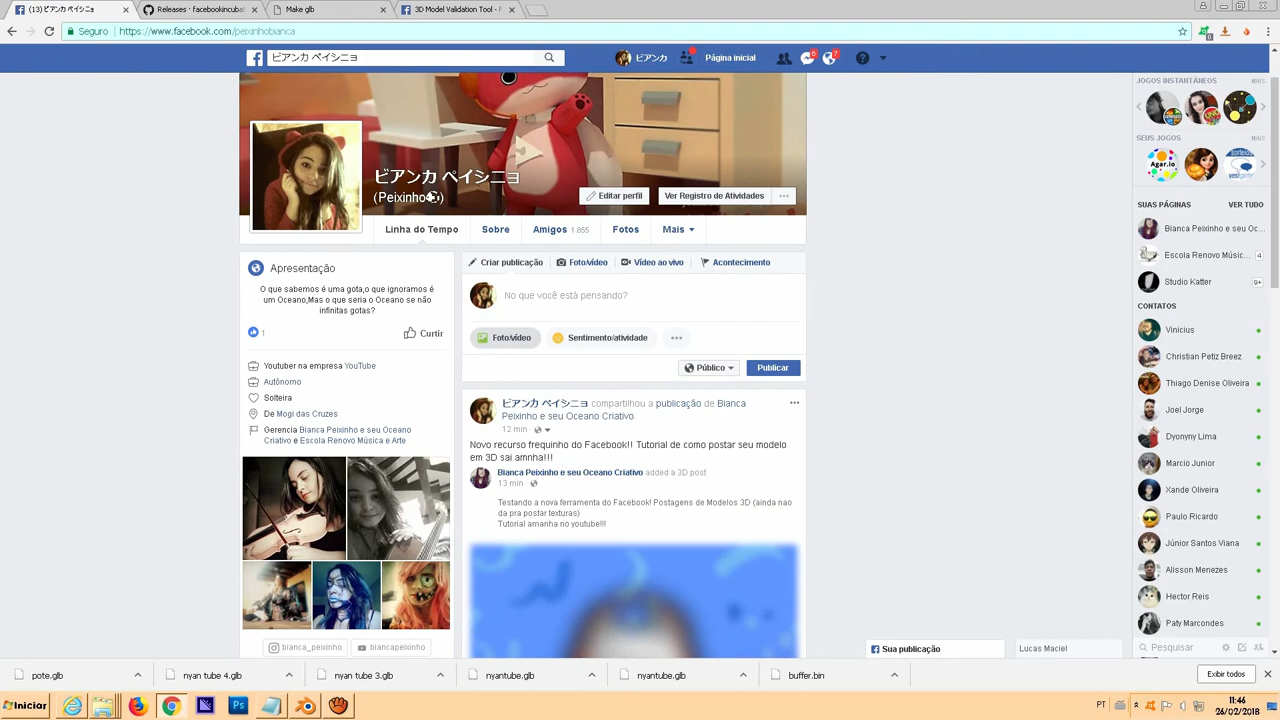 (13) ビアンカ ペイシニョ
Releases · facebookincuba
Make glb
3D Model Validation Tool - F
Seguro
https://www.facebook.com/peixinhobianca
ビアンカ ペイシニョ
ビアンカ
Página inicial
6
7
ビアンカ ペイシニョ
Editar perfil
Ver Registro de Atividades
Linha do Tempo
Sobre
Amigos 1.855
Fotos
Mais
Apresentação
O que sabemos é uma gota,o que ignoramos é
um Oceano,Mas o que seria o Oceano se não
infinitas gotas?
1
Curtir
Youtuber na empresa YouTube
Autônomo
Solteira
De Mogi das Cruzes
Gerencia Bianca Peixinho e seu Oceano
Criativo e Escola Renovo Música e Arte
bianca_peixinho
biancapeixinho
Criar publicação
Foto/vídeo
Vídeo ao vivo
Acontecimento
No que você está pensando?
Foto/vídeo
Sentimento/atividade
Público
Publicar
ビアンカ ペイシニョ compartilhou a publicação de Bianca
Peixinho e seu Oceano Criativo.
12 min
Novo recurso frequinho do Facebook!! Tutorial de como postar seu modelo
em 3D sai amnha!!!
Bianca Peixinho e seu Oceano Criativo added a 3D post
13 min
Testando a nova ferramenta do Facebook! Postagens de Modelos 3D (ainda nao
da pra postar texturas)
Tutorial amanha no youtube!!!
JOGOS INSTANTÂNEOS
MAIS
SEUS JOGOS
MAIS
Agar.io
SUAS PÁGINAS
VER TUDO
Bianca Peixinho e seu Oc...
Escola Renovo Músic...
4
Studio Katter
9+
CONTATOS
Vinicius
Christian Petiz Breez
Thiago Denise Oliveira
Joel Jorge
Dyonyny Lima
Marcio Junior
Xande Oliveira
Paulo Ricardo
Júnior Santos Viana
Alisson Menezes
Hector Reis
Paty Marcondes
Pesquisar
Sua publicação
Lucas Maciel
pote.glb
nyan tube 4.glb
nyan tube 3.glb
nyantube.glb
nyantube.glb
buffer.bin
Exibir todos
Iniciar
PT
11:46
26/02/2018